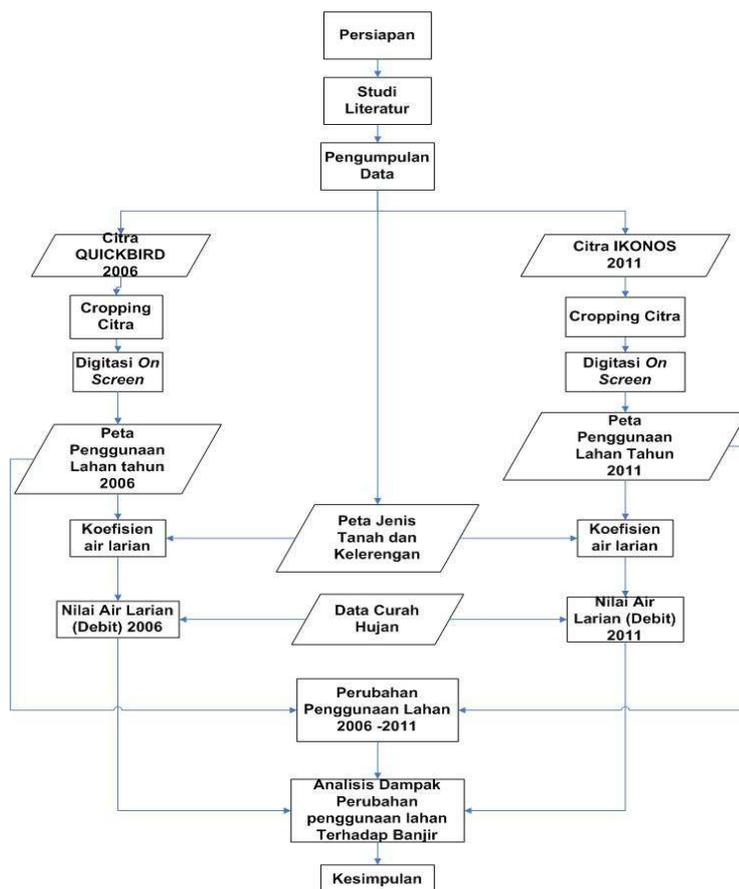 Persiapan
Studi
Literatur
Pengumpulan
Data
Citra
QUICKBIRD
2006
Citra IKONOS
2011
Cropping
Citra
Cropping Citra
Digitasi On
Screen
Digitasi On
Screen
Peta
Penggunaan
Lahan tahun
2006
Peta
Penggunaan
Lahan Tahun
2011
Koefisien
air larian
Peta Jenis
Tanah dan
Kelerengan
Koefisien
air larian
Nilai Air Larian
(Debit) 2006
Data Curah
Hujan
Nilai Air
Larian (Debit)
2011
Perubahan
Penggunaan Lahan
2006 -2011
Analisis Dampak
Perubahan
penggunaan lahan
Terhadap Banjir
Kesimpulan